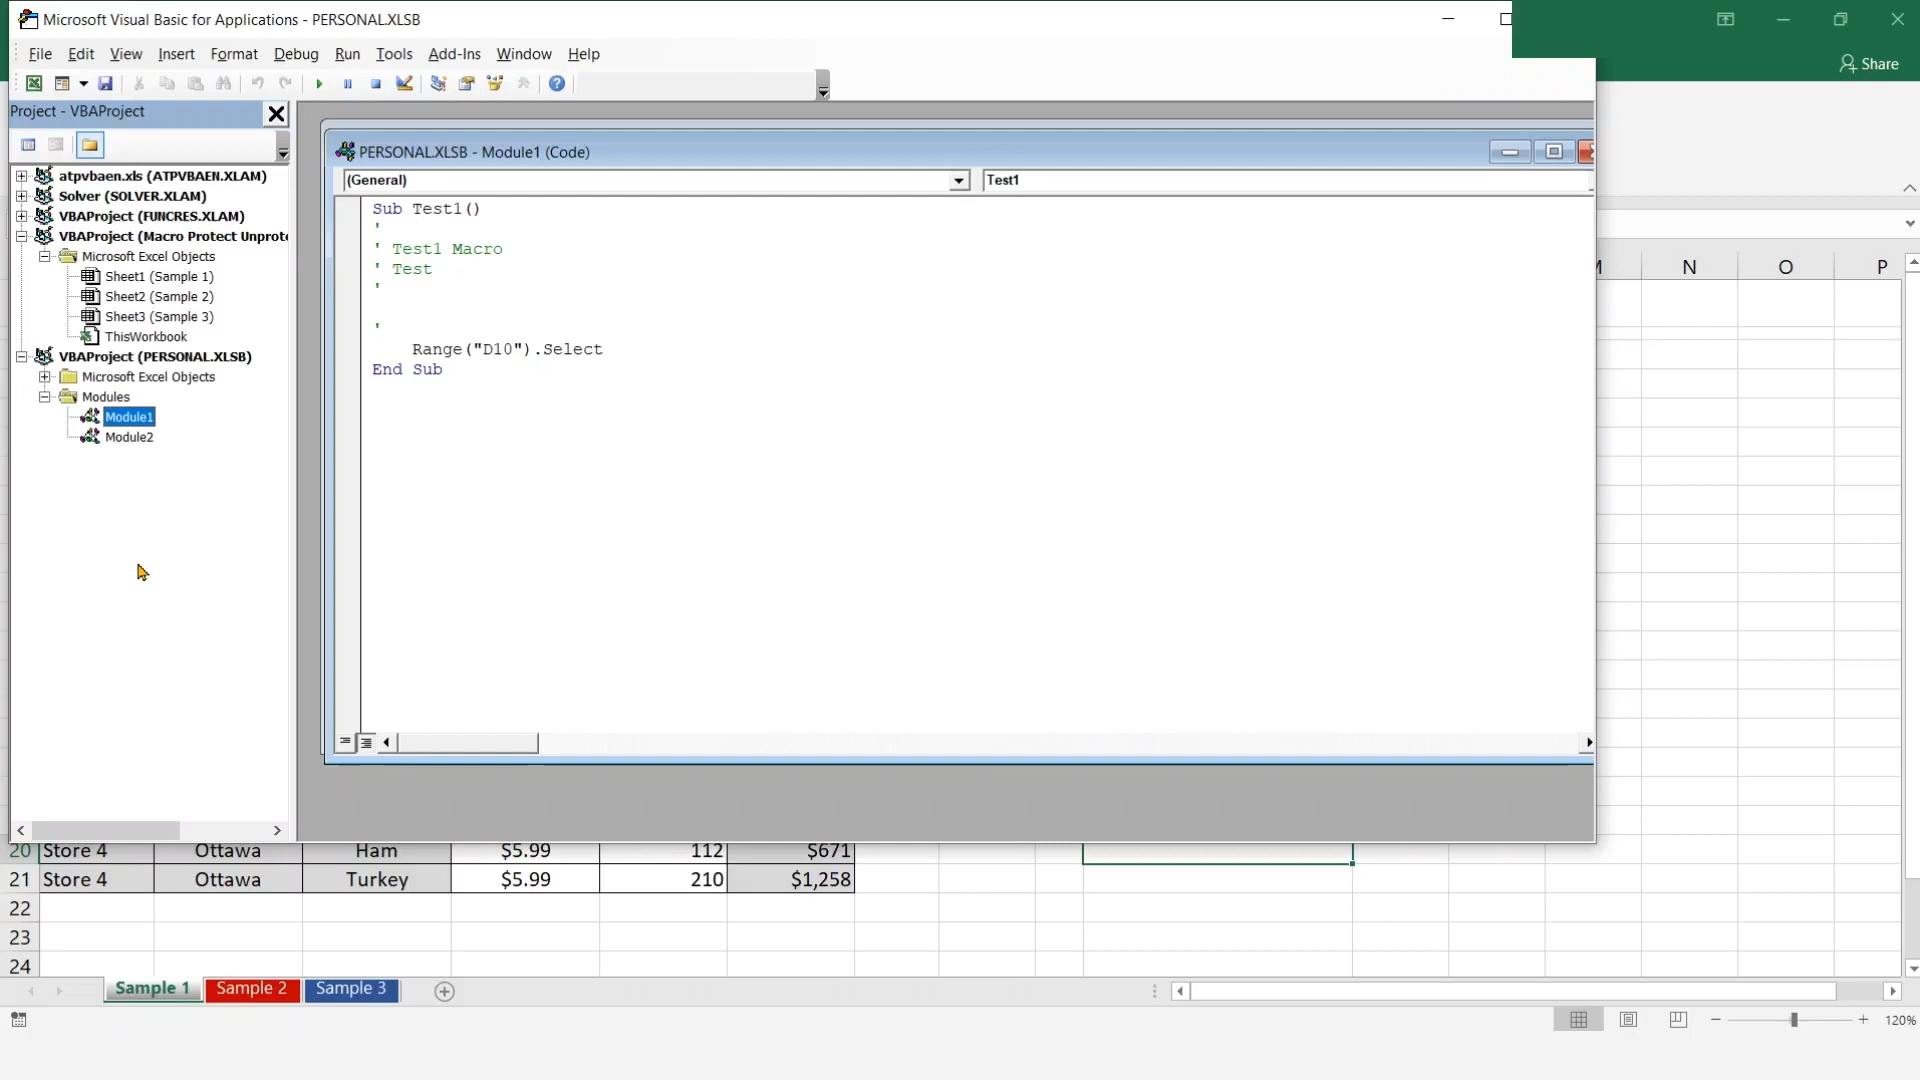 Microsoft Visual Basic for Applications - PERSONAL.XLSB
Share
File Edit View Insert Format Debug Run Tools Add-Ins Window Help
Project - VBAProject
atpvbaen.xls (ATPVBAEN.XLAM)
Solver (SOLVER.XLAM)
VBAProject (FUNCRES.XLAM)
VBAProject (Macro Protect Unprote
Microsoft Excel Objects
Sheet1 (Sample 1)
Sheet2 (Sample 2)
Sheet3 (Sample 3)
ThisWorkbook
VBAProject (PERSONAL.XLSB)
Microsoft Excel Objects
Modules
Module1
Module2
PERSONAL.XLSB - Module1 (Code)
(General) Test1
Sub Test1()
'
' Test1 Macro
' Test
'
'
Range("D10").Select
End Sub
N O P
20 Store 4 Ottawa Ham $5.99 112 $671
21 Store 4 Ottawa Turkey $5.99 210 $1,258
22
23
24
Sample 1 Sample 2 Sample 3
120%